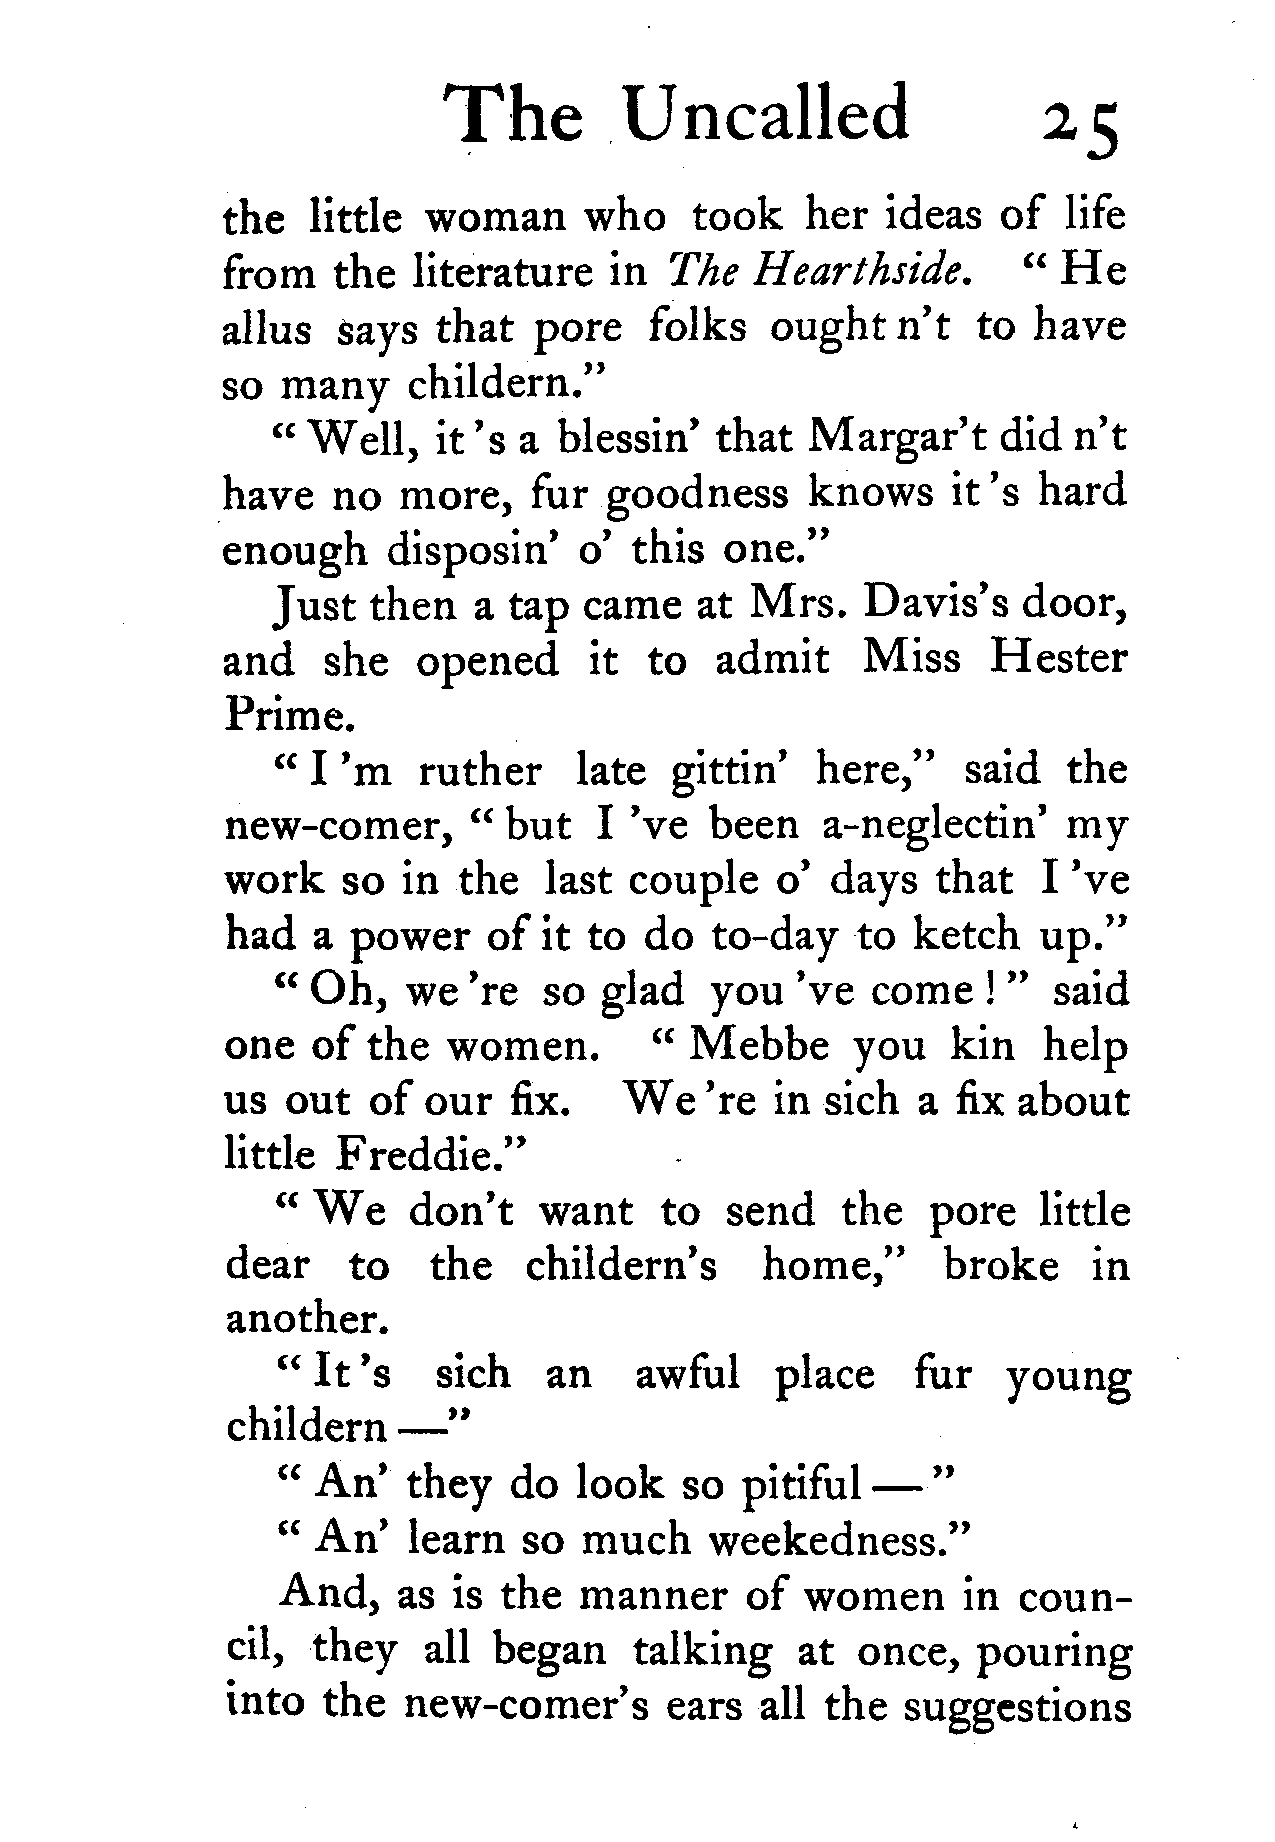 The Uncalled 25
the little woman who took her ideas of life
from the literature in The Hearthside. “ He
allus says that pore folks ought n’t to have
so many childern.”
“ Well, it ’s a blessin’ that Margar’t did n’t
have no more, fur goodness knows it ’s hard
enough disposin’ o’ this one.”
Just then a tap came at Mrs. Davis’s door,
and she opened it to admit Miss Hester
Prime.
“ I ’m ruther late gittin’ here,” said the
new-comer, “ but I ’ve been a-neglectin’ my
work so in the last couple o’ days that I ’ve
had a power of it to do to-day to ketch up.”
“ Oh, we ’re so glad you ’ve come ! ” said
one of the women. “ Mebbe you kin help
us out of our fix. We ’re in sich a fix about
little Freddie.”
“ We don’t want to send the pore little
dear to the childern’s home,” broke in
another.
“ It ’s sich an awful place fur young
childern —”
“ An’ they do look so pitiful — ”
“ An’ learn so much weekedness.”
And, as is the manner of women in coun-
cil, they all began talking at once, pouring
into the new-comer’s ears all the suggestions